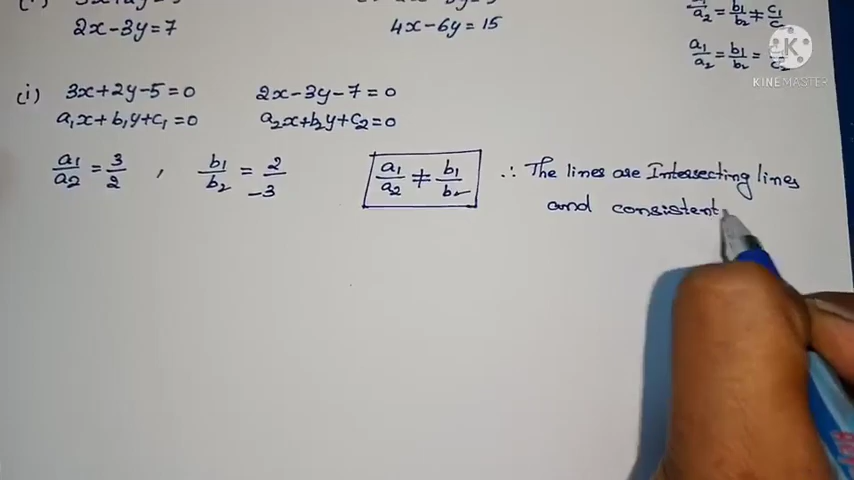 2x-3y=7
4x-6y=15
a1/a2 = b1/b2 ≠ c1/c
a1/a2 = b1/b2 =
KINEMASTER
(i) 3x+2y-5=0 2x-3y-7=0
a1x+b1y+c1=0 a2x+b2y+c2=0
a1/a2 = 3/2 , b1/b2 = 2/-3 a1/a2 ≠ b1/b2 ∴ The lines are Intersecting lines
and consistent